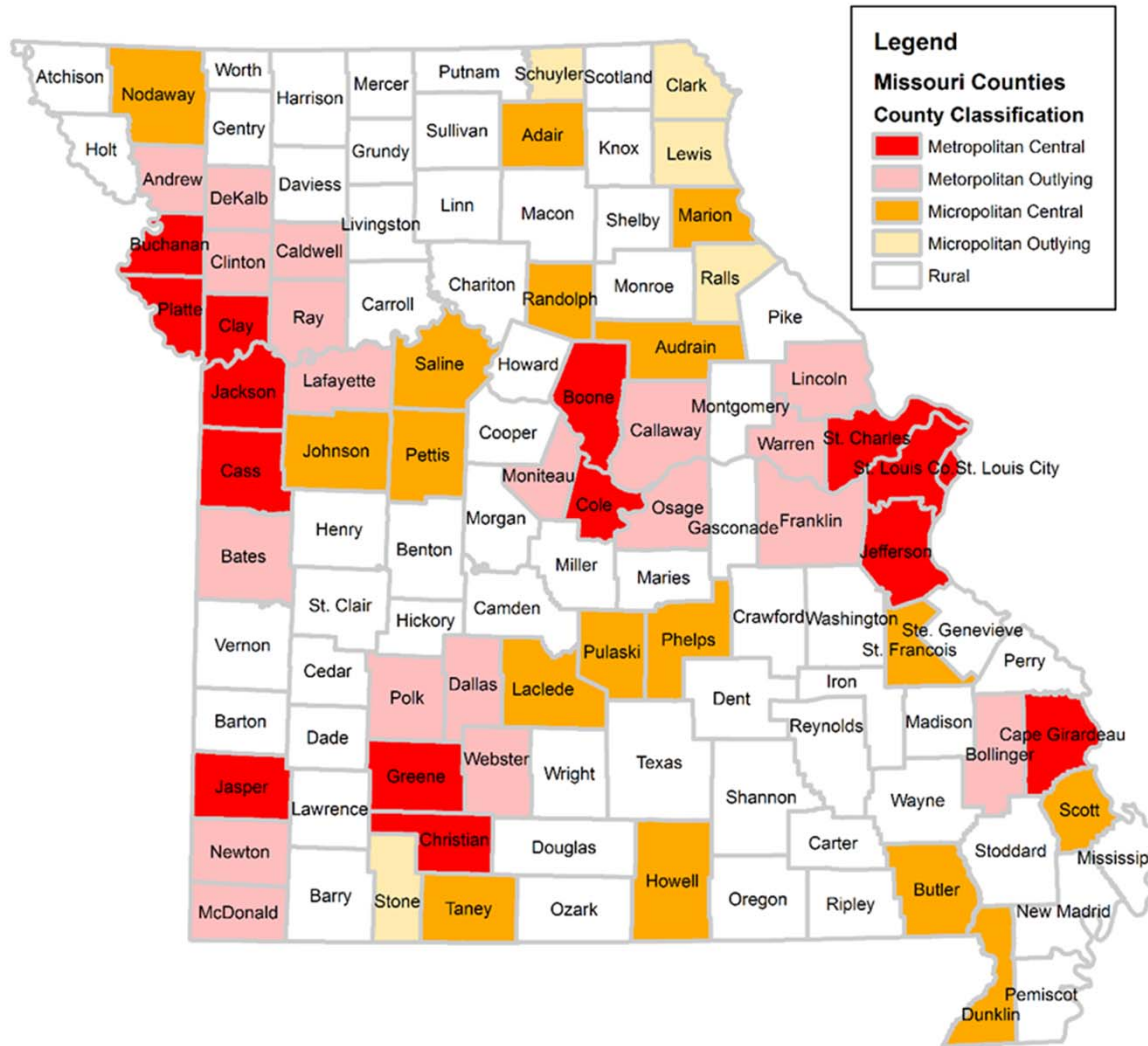 Legend
Missouri Counties
County Classification
Metropolitan Central
Metorpolitan Outlying
Micropolitan Central
Micropolitan Outlying
Rural
Atchison
Nodaway
Worth
Harrison
Mercer
Putnam
Schuyler
Scotland
Clark
Holt
Gentry
Sullivan
Adair
Knox
Lewis
Grundy
Andrew
DeKalb
Daviess
Livingston
Linn
Macon
Shelby
Marion
Buchanan
Clinton
Caldwell
Chariton
Randolph
Monroe
Ralls
Platte
Clay
Ray
Carroll
Pike
Saline
Howard
Audrain
Jackson
Lafayette
Boone
Lincoln
Montgomery
Cooper
Callaway
Warren
St. Charles
Cass
Johnson
Pettis
Moniteau
St. Louis Co.
St. Louis City
Cole
Osage
Gasconade
Franklin
Henry
Morgan
Jefferson
Bates
Benton
Miller
Maries
St. Clair
Camden
Hickory
Crawford
Washington
Vernon
Pulaski
Phelps
Ste. Genevieve
St. Francois
Cedar
Perry
Polk
Dallas
Laclede
Dent
Iron
Barton
Dade
Reynolds
Madison
Cape Girardeau
Bollinger
Jasper
Greene
Webster
Wright
Texas
Shannon
Wayne
Lawrence
Scott
Christian
Douglas
Carter
Stoddard
Mississip
Newton
Howell
Butler
McDonald
Barry
Stone
Taney
Ozark
Oregon
Ripley
New Madrid
Pemiscot
Dunklin